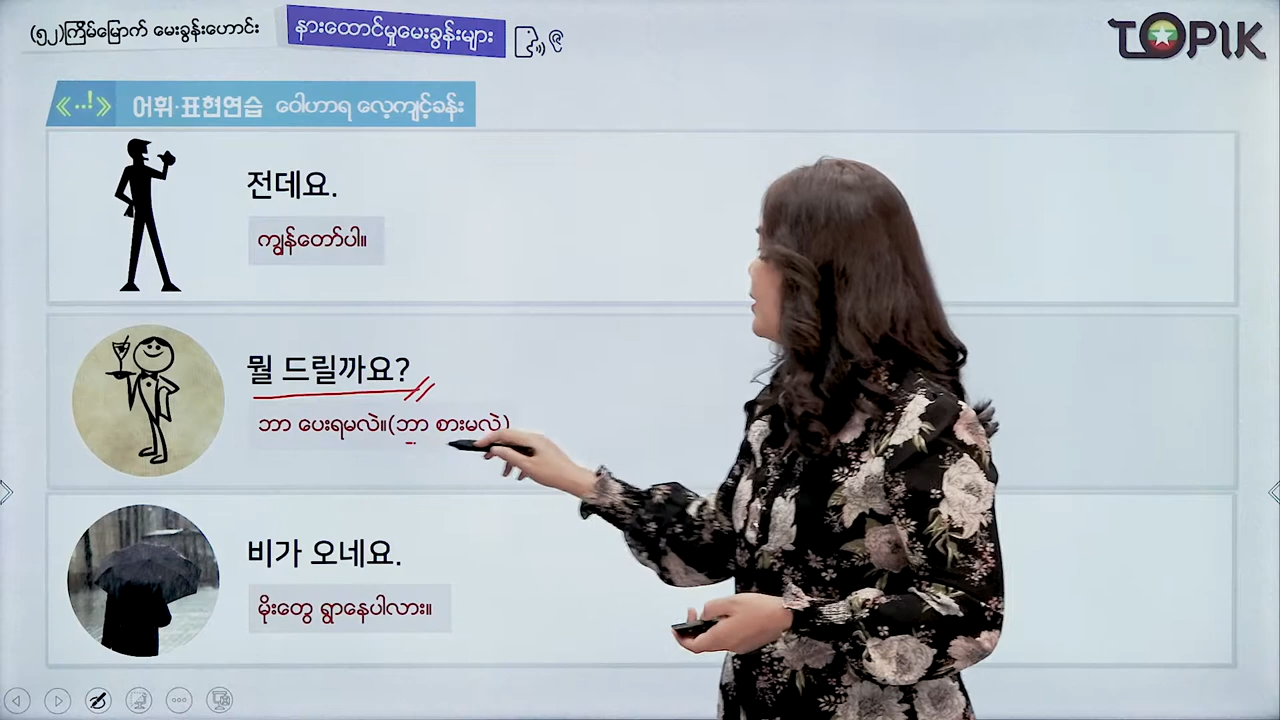 (၅၂)ကြိမ်မြောက် မေးခွန်းဟောင်း
နားထောင်မှုမေးခွန်းများ
TOPIK
어휘·표현연습 ဝေါဟာရ လေ့ကျင့်ခန်း
전데요.
ကျွန်တော်ပါ။
뭘 드릴까요?
ဘာ ပေးရမလဲ။(ဘာ စားမလဲ)
비가 오네요.
မိုးတွေ ရွာနေပါလား။